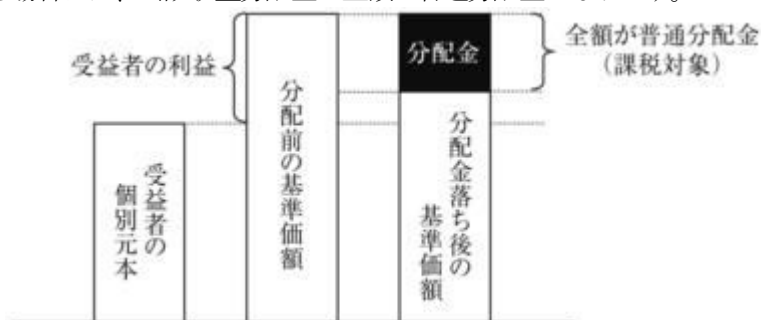 受益者の利益
分配金
全額が普通分配金
(課税対象)
受益者の
個別元本
分配前の基準価額
分配金落ち後の
基準価額